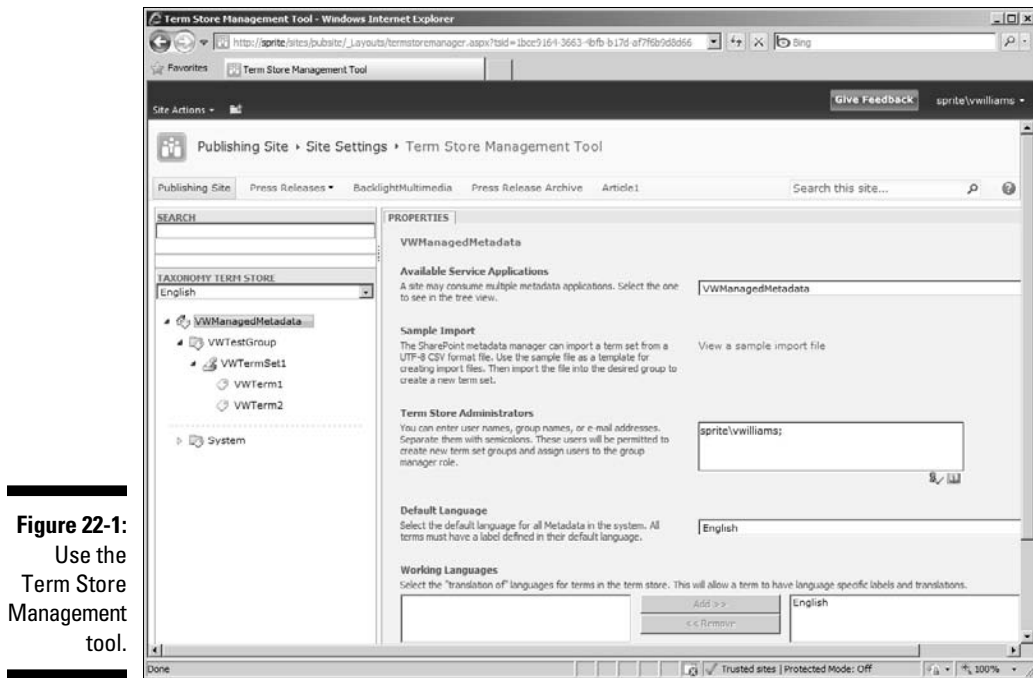 Term Store Management Tool - Windows Internet Explorer
http://sprite/sites/pubsite/_Layouts/termstoremanager.aspx?tsid=1bce9164-3663-4bfb-b17d-af7f6b9d8d66
Bing
Favorites
Term Store Management Tool
Site Actions
Give Feedback
sprite\vwilliams
Publishing Site › Site Settings › Term Store Management Tool
Publishing Site Press Releases BacklightMultimedia Press Release Archive Article1
Search this site...
SEARCH
TAXONOMY TERM STORE
English
VWManagedMetadata
VWTestGroup
VWTermSet1
VWTerm1
VWTerm2
System
PROPERTIES
VWManagedMetadata
Available Service Applications
A site may consume multiple metadata applications. Select the one
to see in the tree view.
VWManagedMetadata
Sample Import
The SharePoint metadata manager can import a term set from a
UTF-8 CSV format file. Use the sample file as a template for
creating import files. Then import the file into the desired group to
create a new term set.
View a sample import file
Term Store Administrators
You can enter user names, group names, or e-mail addresses.
Separate them with semicolons. These users will be permitted to
create new term set groups and assign users to the group
manager role.
sprite\vwilliams;
Default Language
Select the default language for all Metadata in the system. All
terms must have a label defined in their default language.
English
Working Languages
Select the "translation of" languages for terms in the term store. This will allow a term to have language specific labels and translations.
Add >>
<< Remove
English
Done
Trusted sites | Protected Mode: Off
100%
Figure 22-1:
Use the
Term Store
Management
tool.